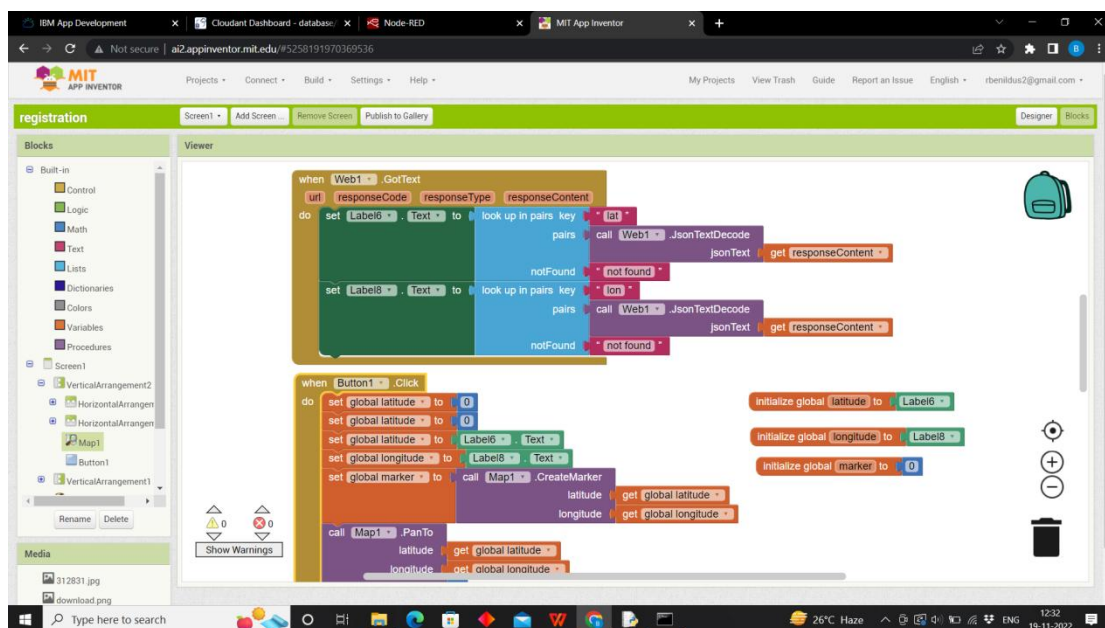 IBM App Development
Cloudant Dashboard - database/
Node-RED
MIT App Inventor
Not secure | ai2.appinventor.mit.edu/#5258191970369536
MIT APP INVENTOR
Projects Connect Build Settings Help My Projects View Trash Guide Report an Issue English rbenildus2@gmail.com
registration
Screen1 Add Screen ... Remove Screen Publish to Gallery Designer Blocks
Blocks
Viewer
Built-in
Control
Logic
Math
Text
Lists
Dictionaries
Colors
Variables
Procedures
Screen1
VerticalArrangement2
HorizontalArrangen
HorizontalArrangen
Map1
Button1
VerticalArrangement1
Rename Delete
Media
312831.jpg
download.png
when Web1 .GotText
url responseCode responseType responseContent
do set Label6 . Text to look up in pairs key " lat "
pairs call Web1 .JsonTextDecode
jsonText get responseContent
notFound " not found "
set Label8 . Text to look up in pairs key " lon "
pairs call Web1 .JsonTextDecode
jsonText get responseContent
notFound " not found "
when Button1 .Click
do set global latitude to 0
set global latitude to 0
set global latitude to Label6 . Text
set global longitude to Label8 . Text
set global marker to call Map1 .CreateMarker
latitude get global latitude
longitude get global longitude
call Map1 .PanTo
latitude get global latitude
longitude get global longitude
initialize global latitude to Label6
initialize global longitude to Label8
initialize global marker to 0
0 0
Show Warnings
Type here to search
26°C Haze
ENG
12:32
19-11-2022